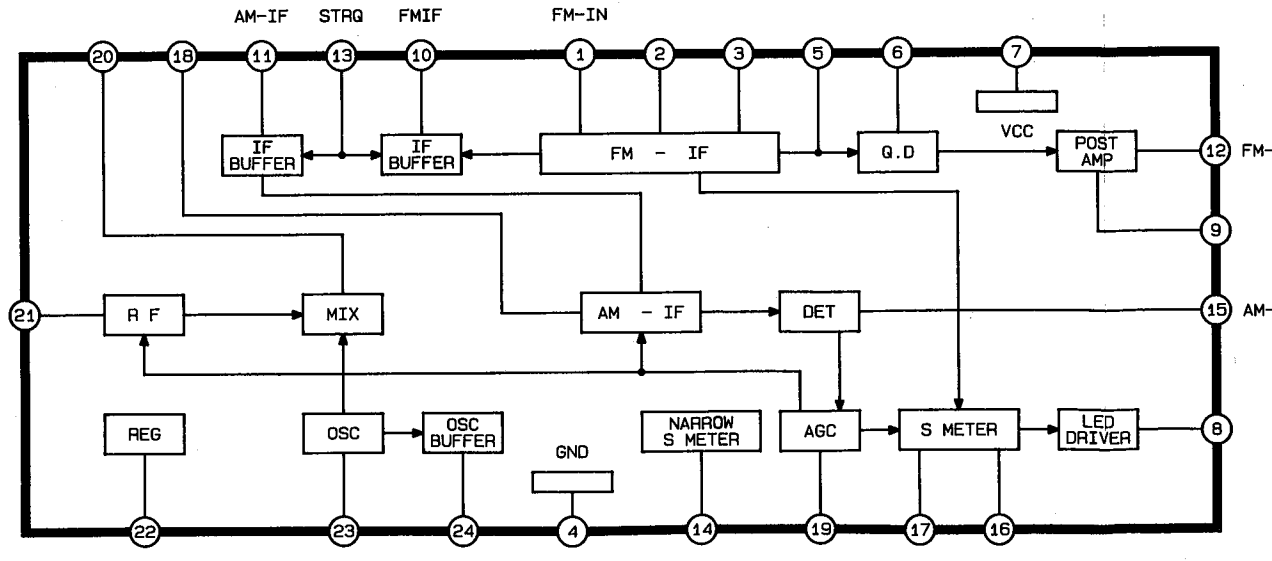 AM-IF STRQ FMIF FM-IN
20 18 11 13 10 1 2 3 5 6 7
VCC
IF BUFFER
IF BUFFER
FM - IF
Q.D
POST AMP
12 FM-
9
21
RF
MIX
AM - IF
DET
15 AM-
REG
OSC
OSC BUFFER
GND
NARROW S METER
AGC
S METER
LED DRIVER
8
22 23 24 4 14 19 17 16